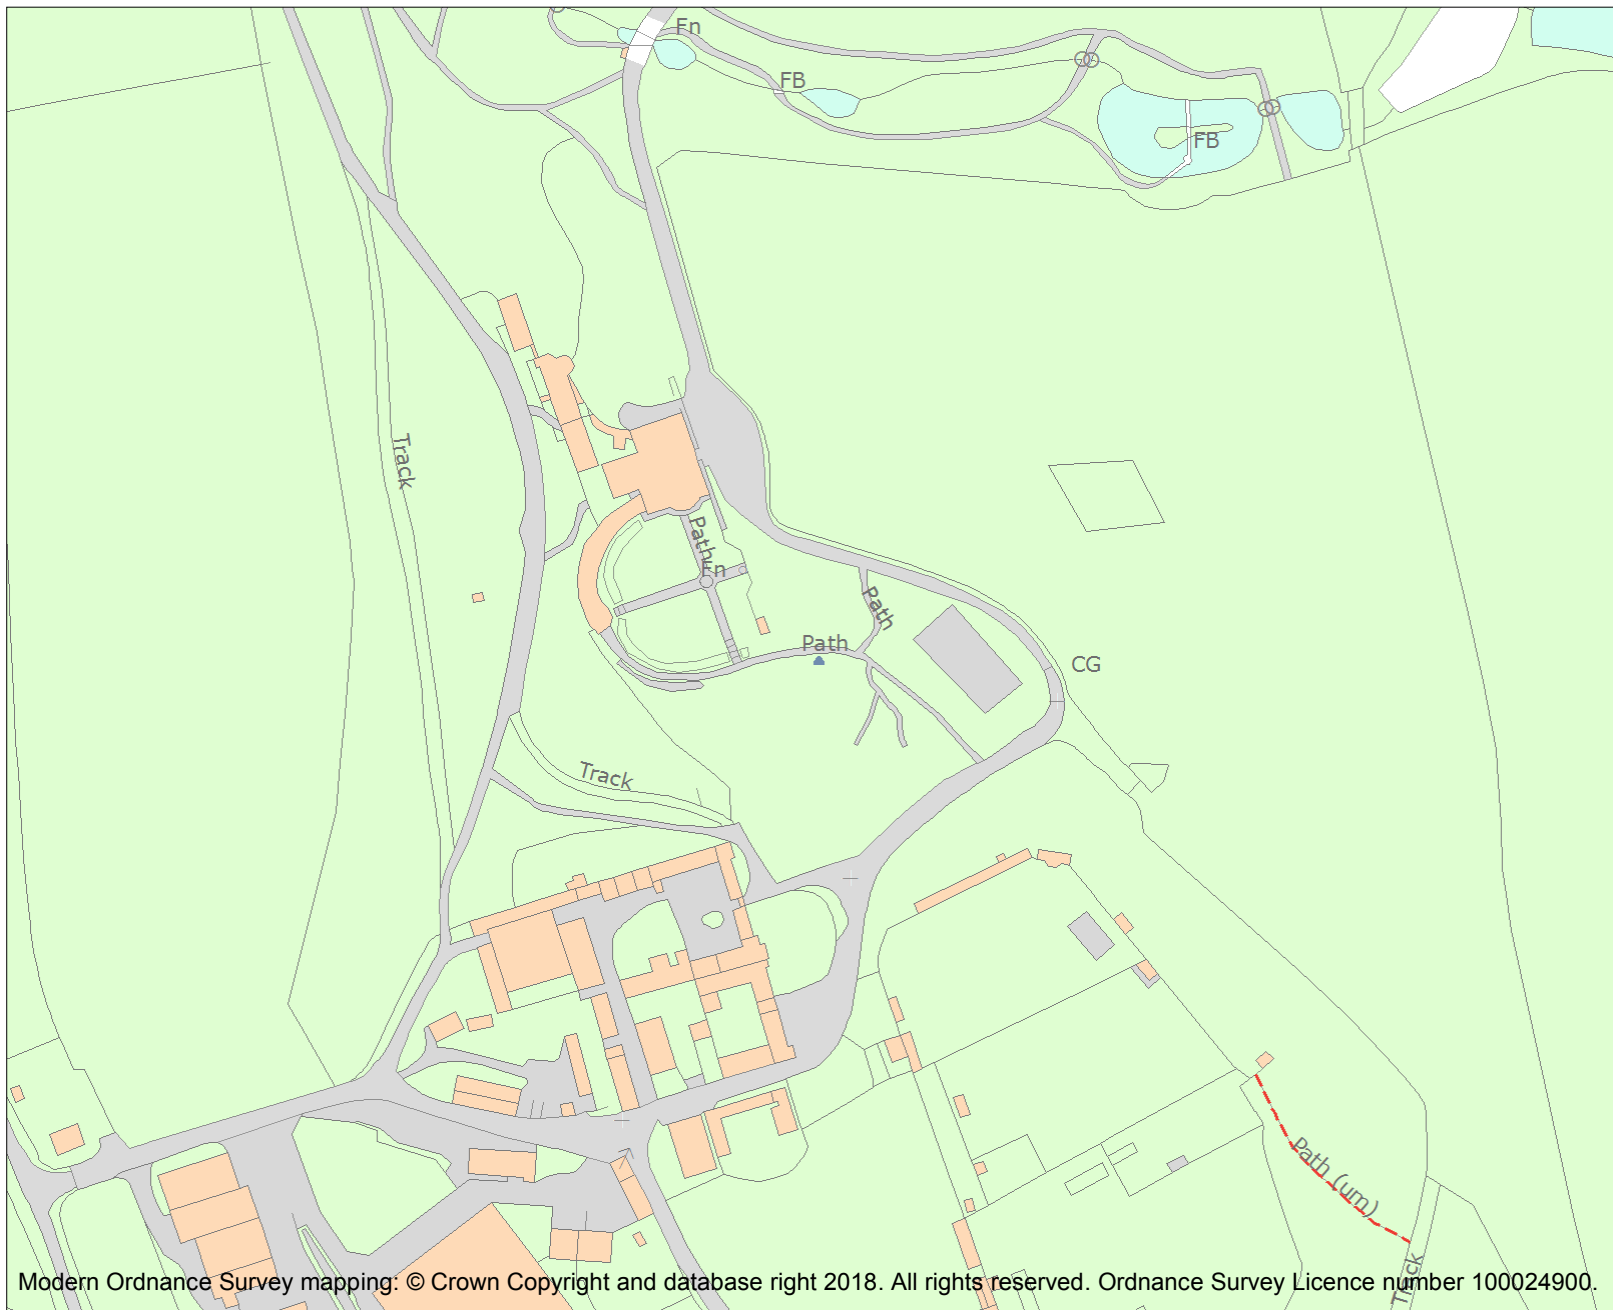 Fn
FB
FB
Track
Path
Fn
Path
Path
CG
Track
Path (um)
Track
Modern Ordnance Survey mapping: © Crown Copyright and database right 2018. All rights reserved. Ordnance Survey Licence number 100024900.